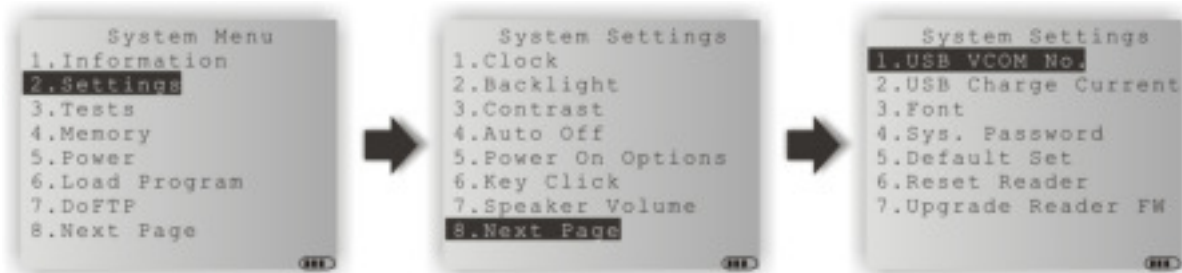 System Menu
1.Information
2.Settings
3.Tests
4.Memory
5.Power
6.Load Program
7.DoFTP
8.Next Page
System Settings
1.Clock
2.Backlight
3.Contrast
4.Auto Off
5.Power On Options
6.Key Click
7.Speaker Volume
8.Next Page
System Settings
1.USB VCOM No.
2.USB Charge Current
3.Font
4.Sys. Password
5.Default Set
6.Reset Reader
7.Upgrade Reader FW